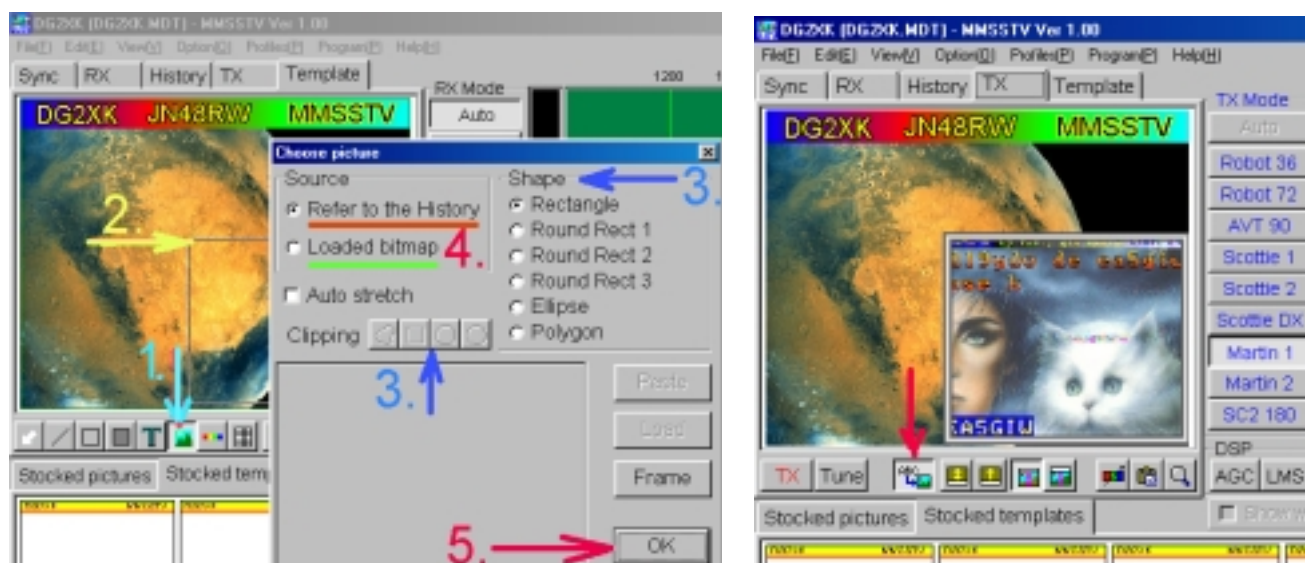 DG2XK (DG2XK.MDT) - MMSSTV Ver 1.00
File(F) Edit(E) View(V) Option(O) Profiles(P) Program(P) Help(H)
Sync RX History TX Template
RX Mode
1200
Auto
DG2XK JN48RW MMSSTV
Choose picture
Source
Refer to the History
Loaded bitmap
Auto stretch
Clipping
Shape
Rectangle
Round Rect 1
Round Rect 2
Round Rect 3
Ellipse
Polygon
1.
2.
3.
3.
4.
5.
Paste
Load
Frame
OK
T
Stocked pictures Stocked tem
DG2XK (DG2XK.MDT) - MMSSTV Ver 1.00
File(F) Edit(E) View(V) Option(O) Profiles(P) Program(P) Help(H)
Sync RX History TX Template
DG2XK JN48RW MMSSTV
TX Mode
Auto
Robot 36
Robot 72
AVT 90
Scottie 1
Scottie 2
Scottie DX
Martin 1
Martin 2
SC2 180
DSP
AGC LMS
TX Tune
Stocked pictures Stocked templates